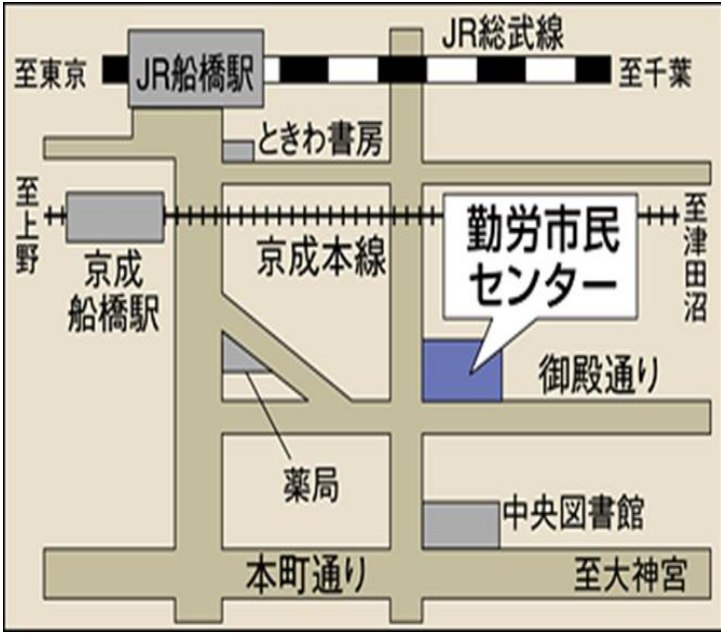 JR総武線
至東京
JR船橋駅
至千葉
ときわ書房
至上野
京成
船橋駅
京成本線
勤労市民
センター
至津田沼
御殿通り
薬局
中央図書館
本町通り
至大神宮